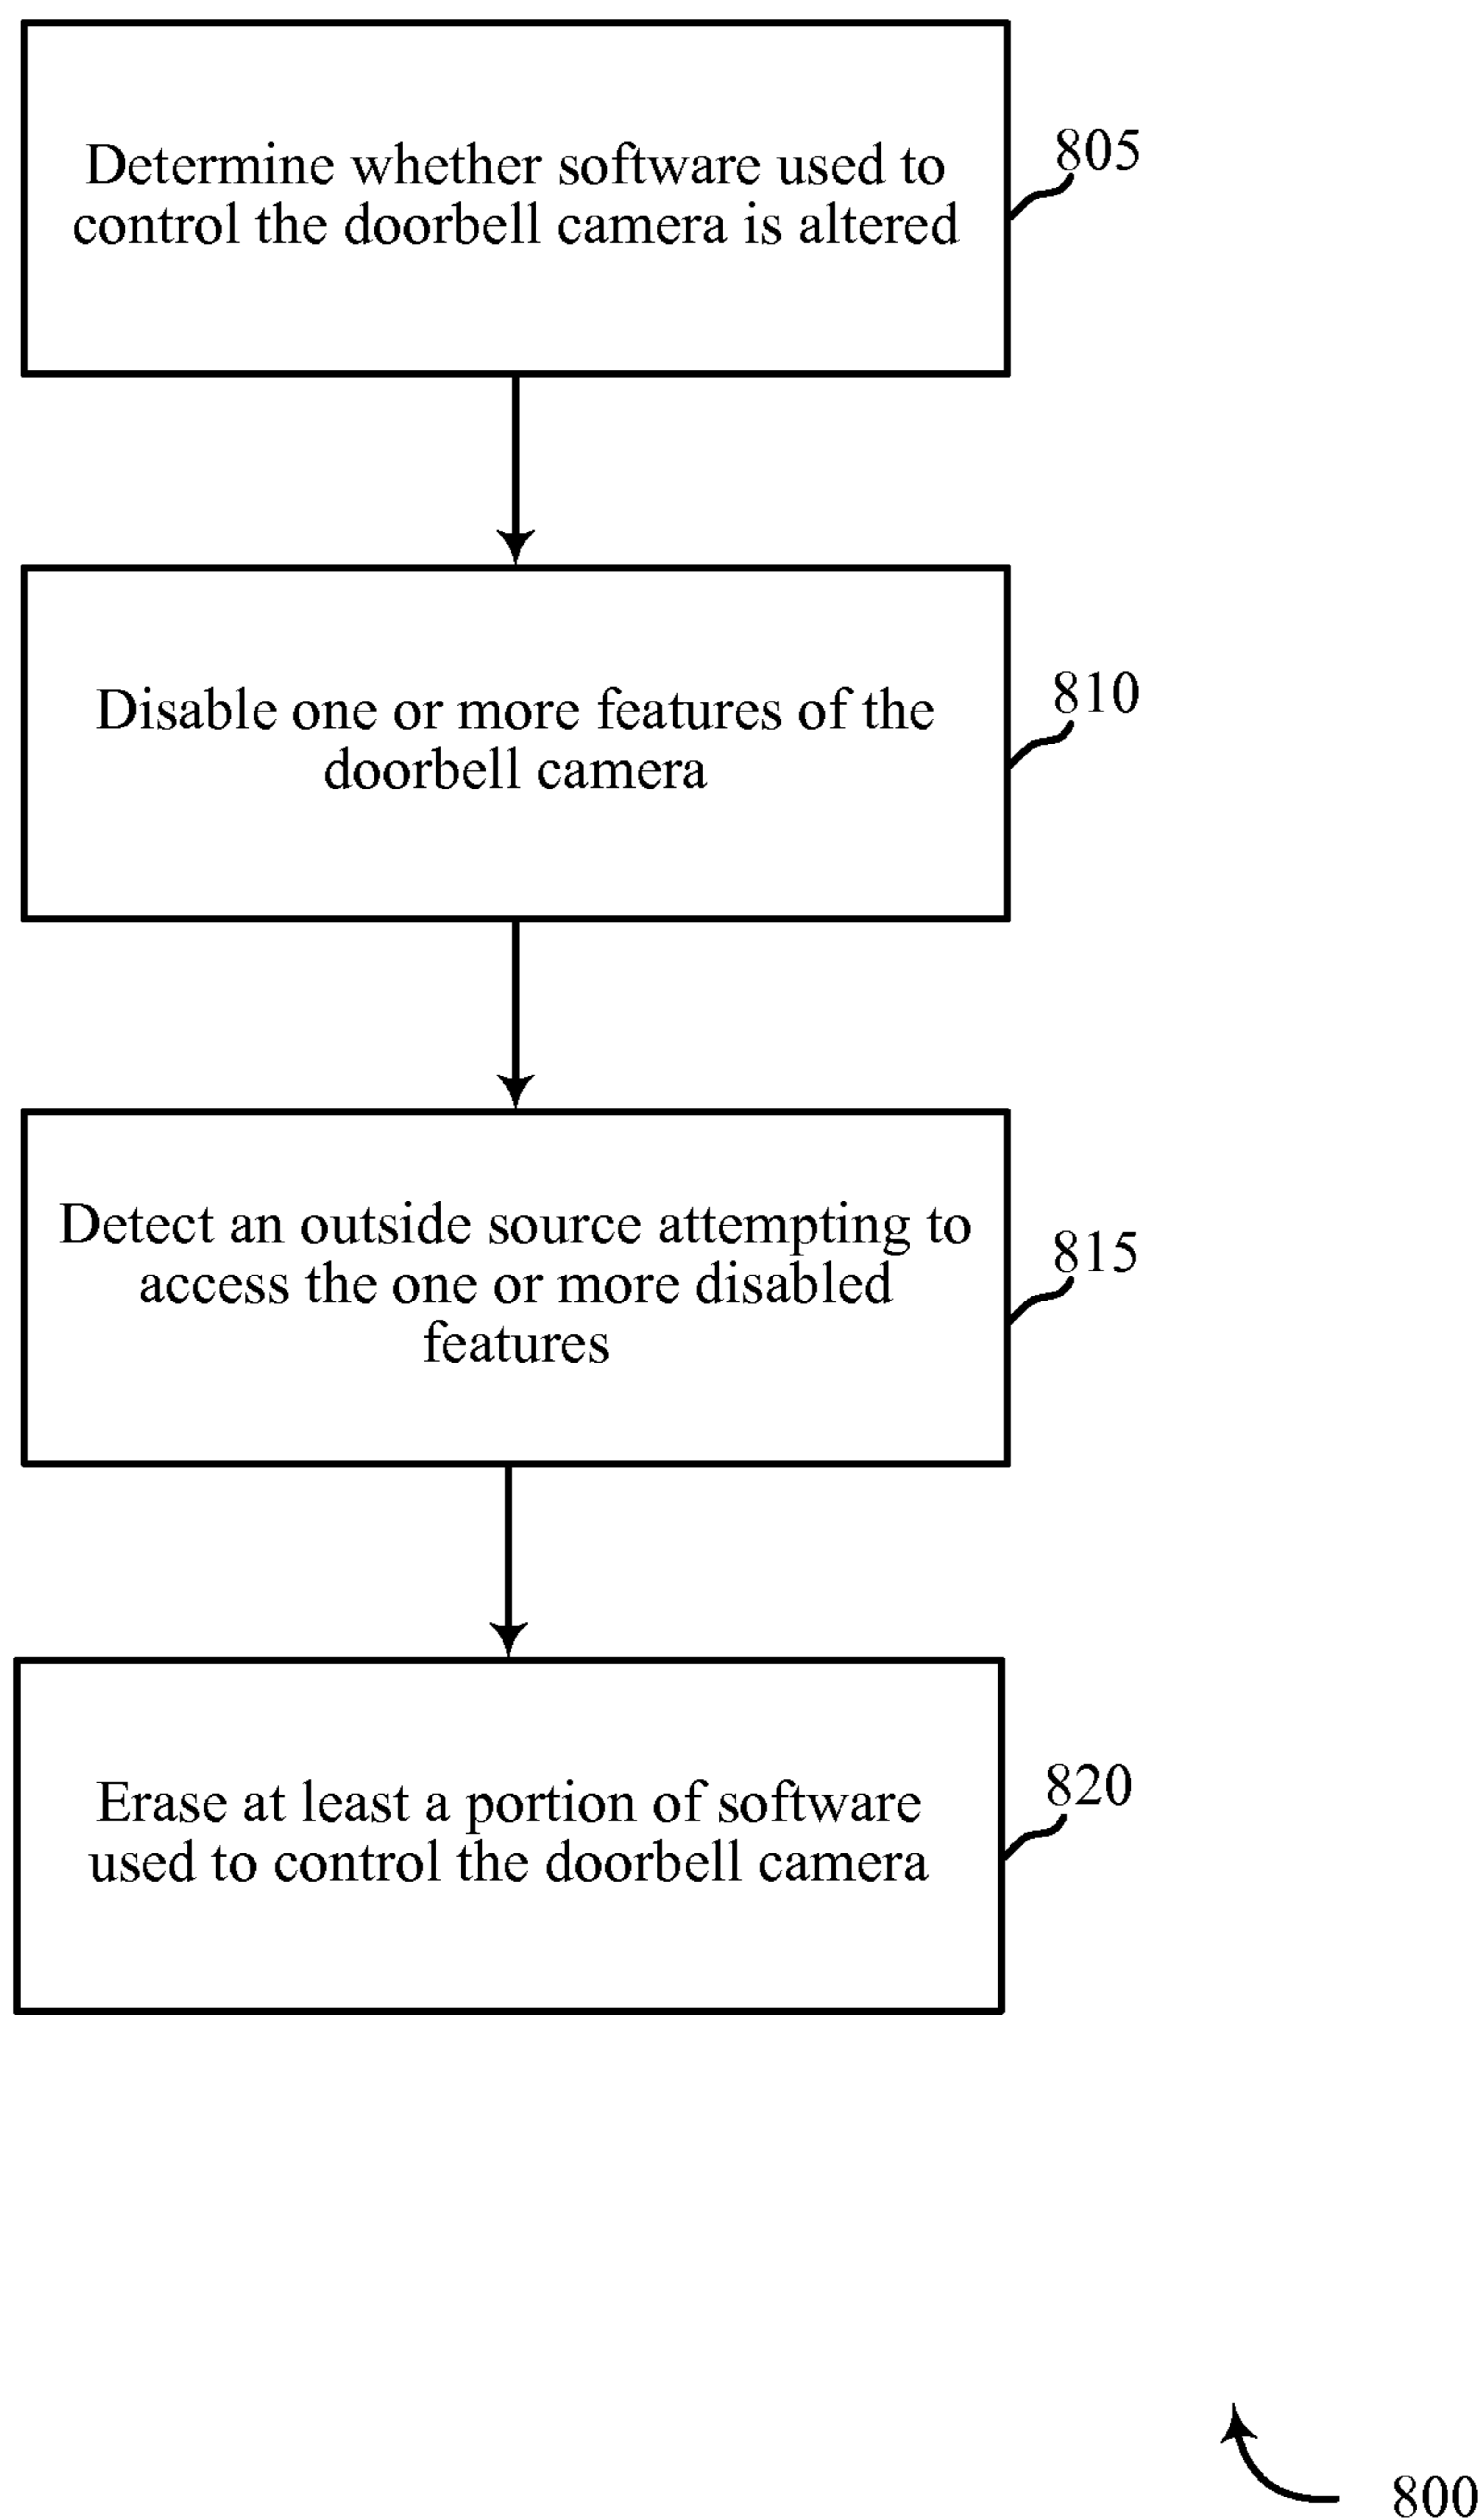 Determine whether software used to
control the doorbell camera is altered
805
Disable one or more features of the
doorbell camera
810
Detect an outside source attempting to
access the one or more disabled
features
815
Erase at least a portion of software
used to control the doorbell camera
820
800